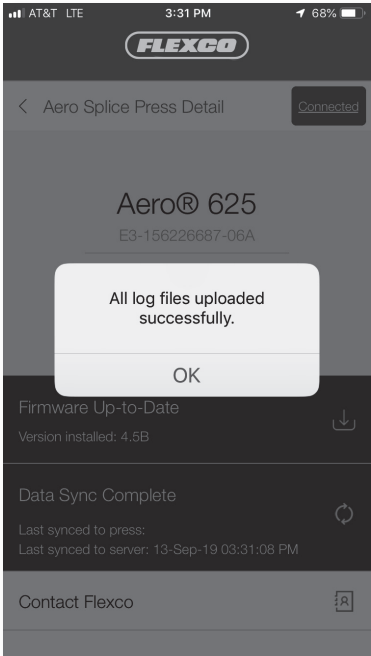 AT&T LTE 3:31 PM 68%
FLEXCO
Aero Splice Press Detail Connected
Aero® 625
E3-156226687-06A
All log files uploaded
successfully.
OK
Firmware Up-to-Date
Version installed: 4.5B
Data Sync Complete
Last synced to press:
Last synced to server: 13-Sep-19 03:31:08 PM
Contact Flexco